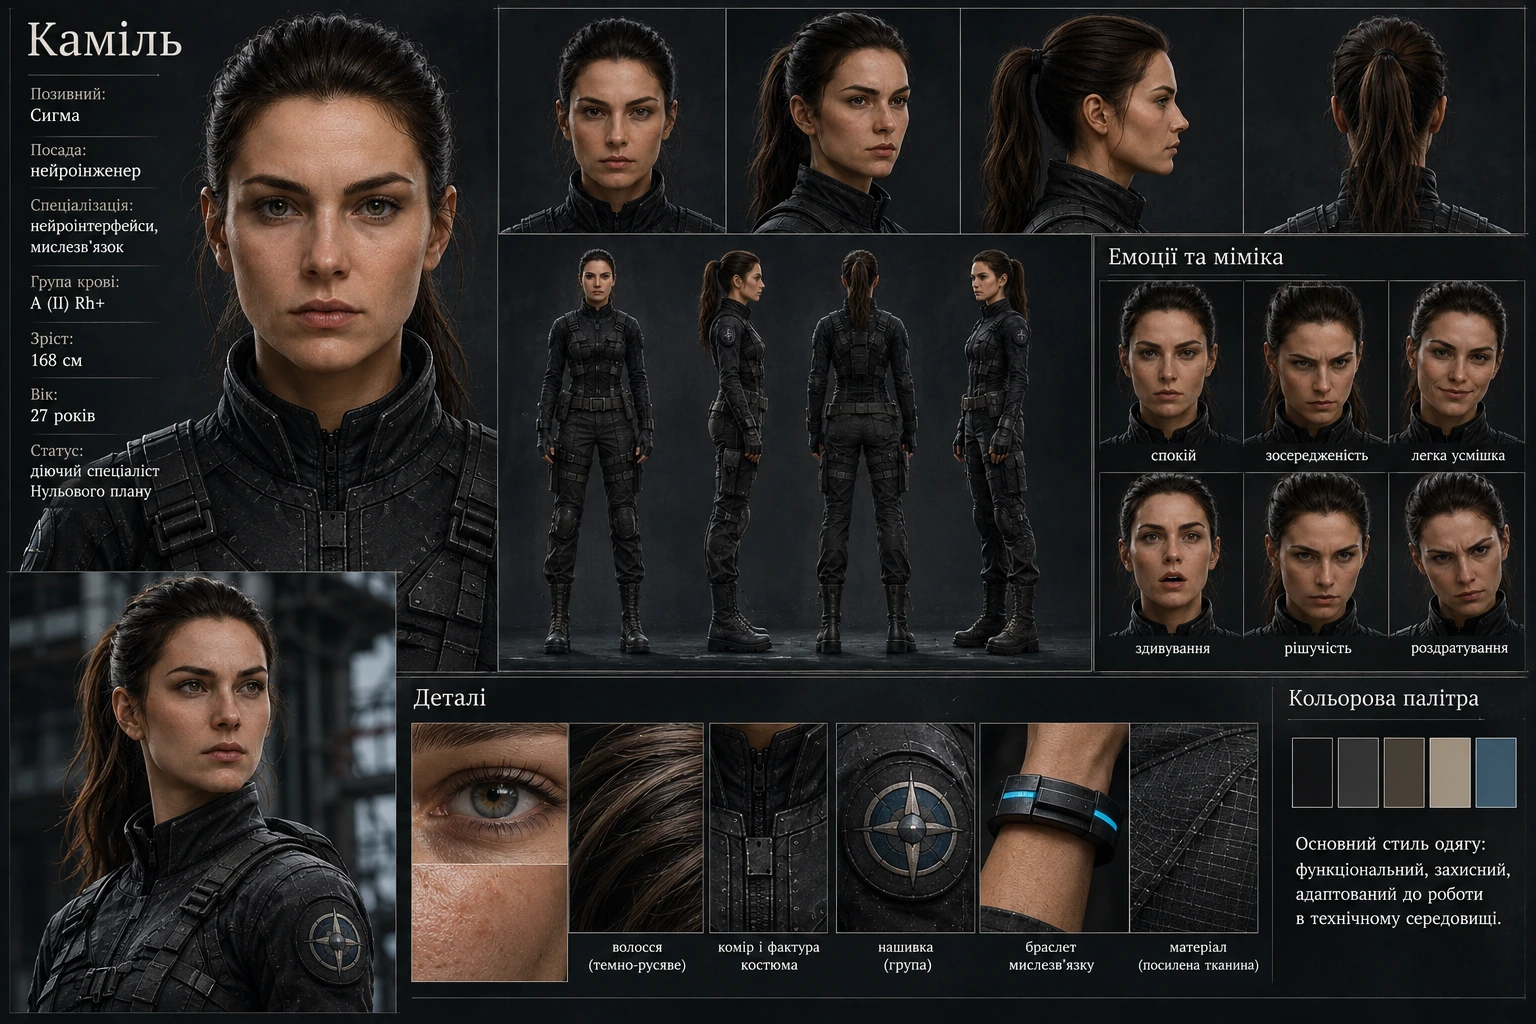 Каміль
Позивний:
Сигма
Посада:
нейроінженер
Спеціалізація:
нейроінтерфейси,
мислезв’язок
Група крові:
А (II) Rh+
Зріст:
168 см
Вік:
27 років
Статус:
діючий спеціаліст
Нульового плану
Емоції та міміка
спокій
зосередженість
легка усмішка
здивування
рішучість
роздратування
Деталі
волосся
(темно-русяве)
комір і фактура
костюма
нашивка
(група)
браслет
мислезв’язку
матеріал
(посилена тканина)
Кольорова палітра
Основний стиль одягу:
функціональний, захисний,
адаптований до роботи
в технічному середовищі.